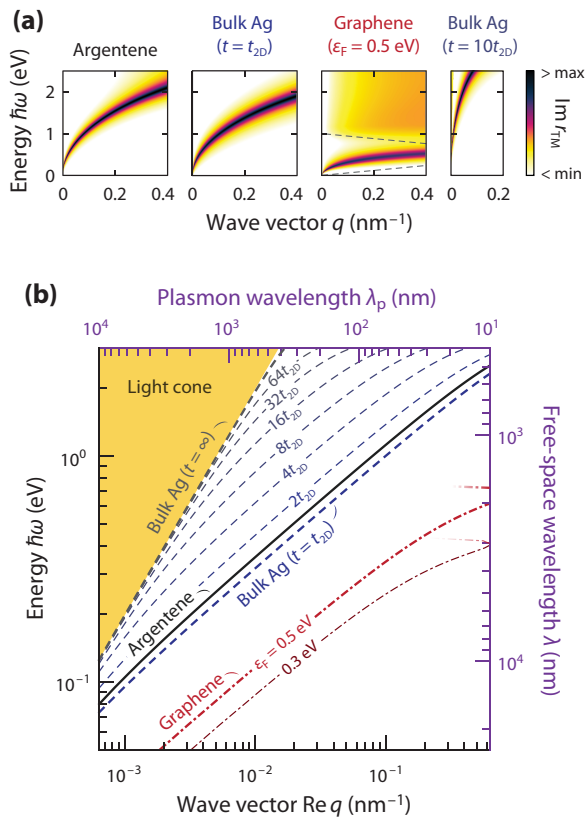 (a)
Argentene
Bulk Ag
(t = t2D)
Graphene
(εF = 0.5 eV)
Bulk Ag
(t = 10t2D)
Energy ħω (eV)
2
1
0
0 0.2 0.4
0 0.2 0.4
0 0.2 0.4
0 0.2
Wave vector q (nm⁻¹)
> max
Im rTM
< min
(b)
Plasmon wavelength λp (nm)
10⁴ 10³ 10² 10¹
Light cone
Bulk Ag (t = ∞)
64t2D
32t2D
16t2D
8t2D
4t2D
2t2D
Argentene
Bulk Ag (t = t2D)
Graphene
εF = 0.5 eV
0.3 eV
Energy ħω (eV)
10⁰
10⁻¹
Free-space wavelength λ (nm)
10³
10⁴
10⁻³ 10⁻² 10⁻¹
Wave vector Re q (nm⁻¹)